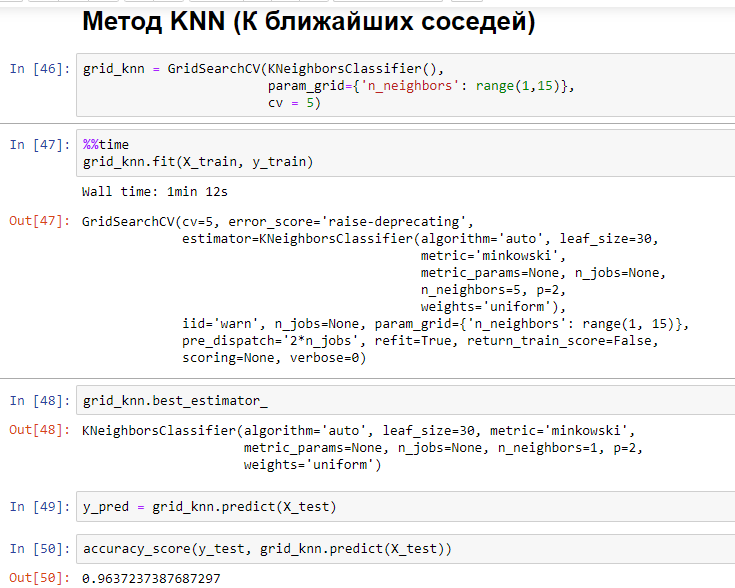 Метод KNN (К ближайших соседей)
In [46]: grid_knn = GridSearchCV(KNeighborsClassifier(),
param_grid={'n_neighbors': range(1,15)},
cv = 5)
In [47]: %%time
grid_knn.fit(X_train, y_train)
Wall time: 1min 12s
Out[47]: GridSearchCV(cv=5, error_score='raise-deprecating',
estimator=KNeighborsClassifier(algorithm='auto', leaf_size=30,
metric='minkowski',
metric_params=None, n_jobs=None,
n_neighbors=5, p=2,
weights='uniform'),
iid='warn', n_jobs=None, param_grid={'n_neighbors': range(1, 15)},
pre_dispatch='2*n_jobs', refit=True, return_train_score=False,
scoring=None, verbose=0)
In [48]: grid_knn.best_estimator_
Out[48]: KNeighborsClassifier(algorithm='auto', leaf_size=30, metric='minkowski',
metric_params=None, n_jobs=None, n_neighbors=1, p=2,
weights='uniform')
In [49]: y_pred = grid_knn.predict(X_test)
In [50]: accuracy_score(y_test, grid_knn.predict(X_test))
Out[50]: 0.9637237387687297